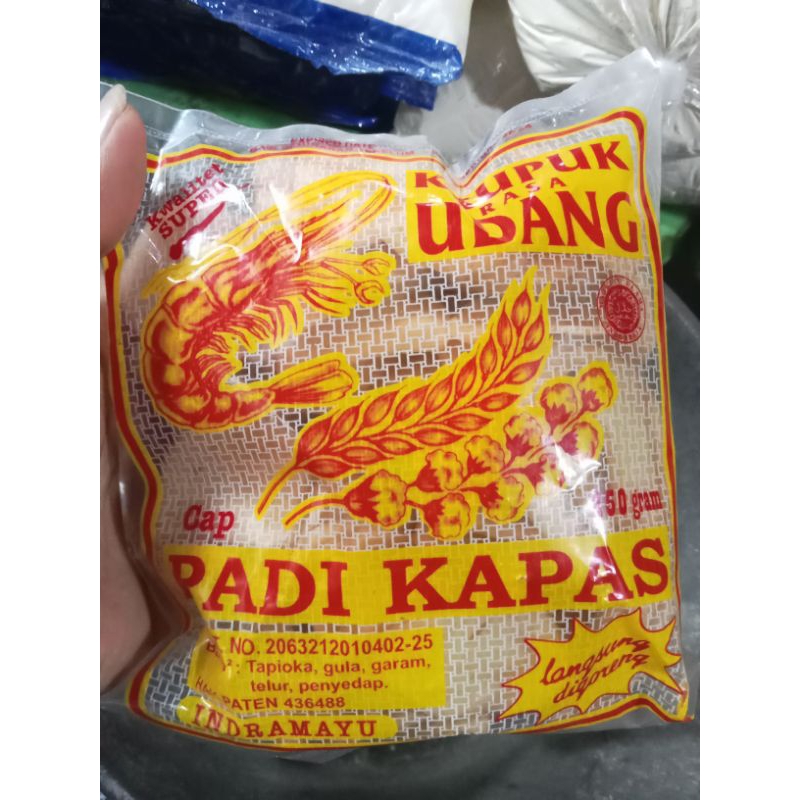 Kwalitet
SUPER
KRUPUK
RASA
UDANG
Cap
50 gram
PADI KAPAS
NO. 2063212010402-25
: Tapioka, gula, garam,
telur, penyedap.
PATEN 436488
INDRAMAYU
langsung
digoreng